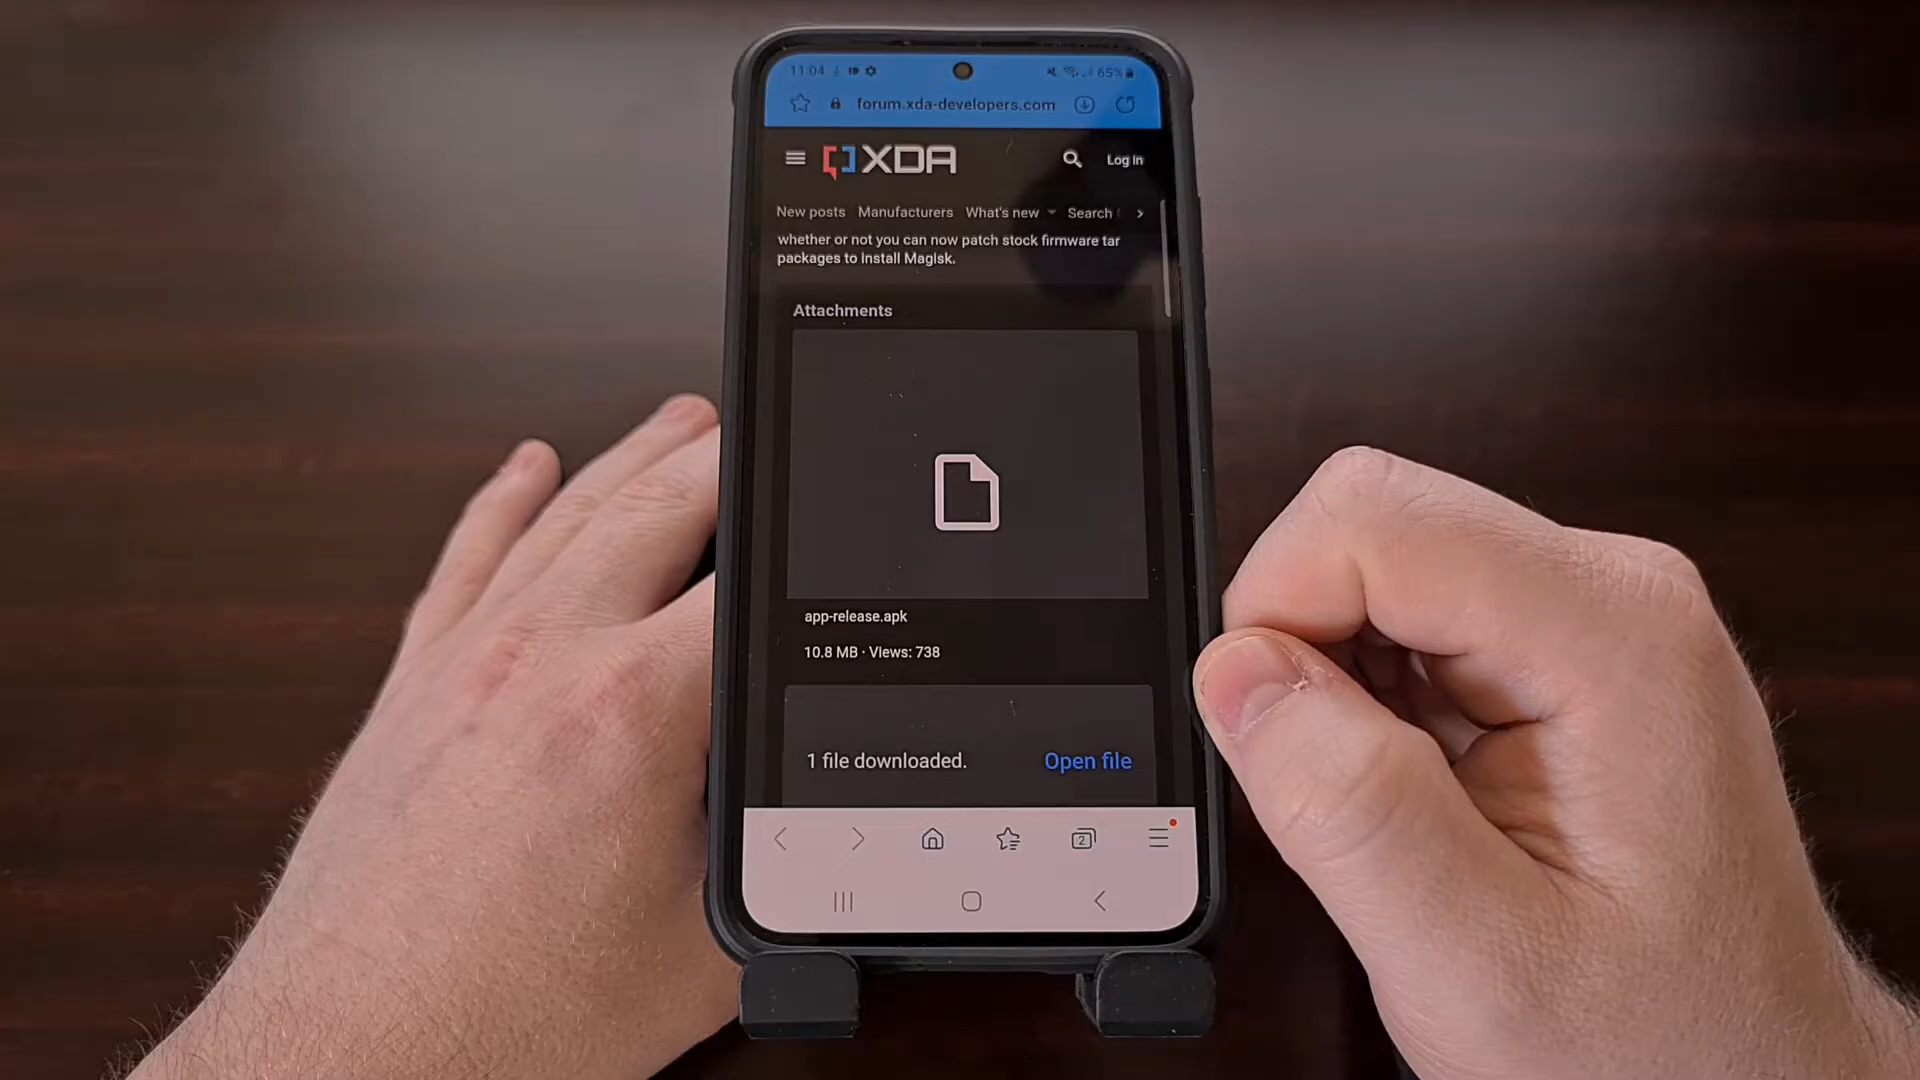 11:04
65%
forum.xda-developers.com
XDA
Log in
New posts Manufacturers What's new Search
whether or not you can now patch stock firmware tar
packages to install Magisk.
Attachments
app-release.apk
10.8 MB · Views: 738
1 file downloaded.
Open file
2